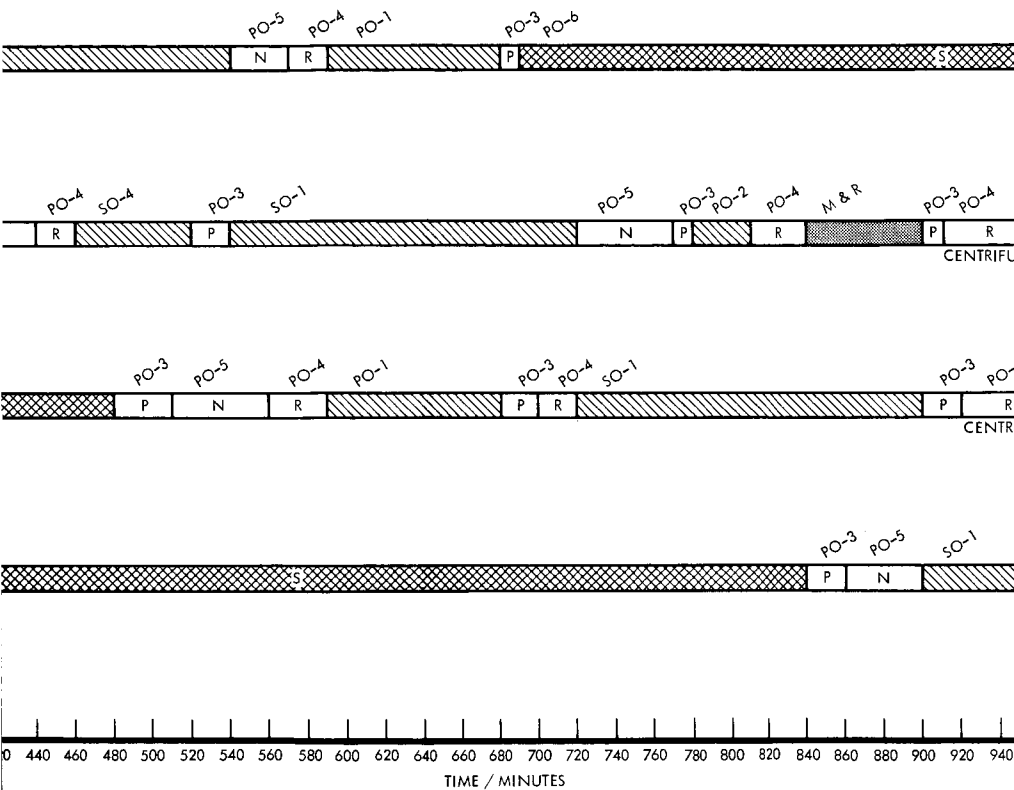 PO-5 PO-4 PO-1 PO-3 PO-6
N R P S
PO-4 SO-4 PO-3 SO-1 PO-5 PO-3 PO-2 PO-4 M & R PO-3 PO-4
R P N P R P R
CENTRIFU
PO-3 PO-5 PO-4 PO-1 PO-3 PO-4 SO-1 PO-3 PO-
P N R P R P R
CENTR
PO-3 PO-5 SO-1
S P N
0 440 460 480 500 520 540 560 580 600 620 640 660 680 700 720 740 760 780 800 820 840 860 880 900 920 940
TIME / MINUTES